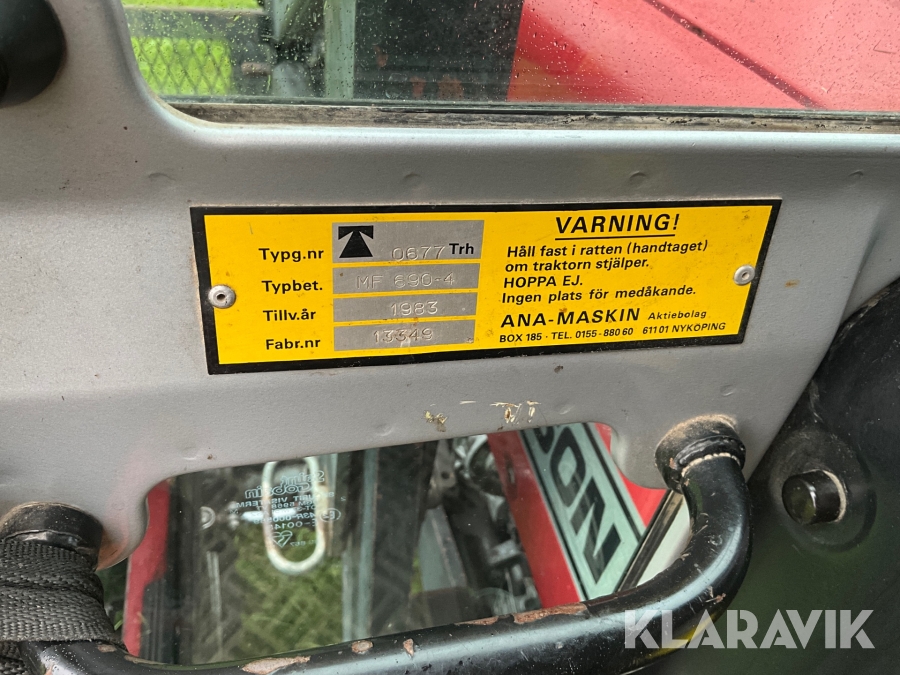 Typg.nr 0677 Trh
Typbet. MF 690-4
Tillv.år 1983
Fabr.nr 13349
VARNING!
Håll fast i ratten (handtaget)
om traktorn stjälper.
HOPPA EJ.
Ingen plats för medåkande.
ANA-MASKIN Aktiebolag
BOX 185 · TEL. 0155-880 60 611 01 NYKÖPING
SON
KLARAVIK